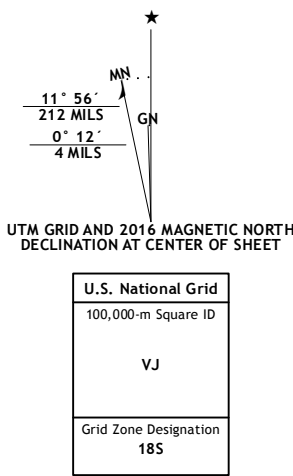 ★
MN
GN
11° 56´
212 MILS
0° 12´
4 MILS
UTM GRID AND 2016 MAGNETIC NORTH
DECLINATION AT CENTER OF SHEET
U.S. National Grid
100,000-m Square ID
VJ
Grid Zone Designation
18S